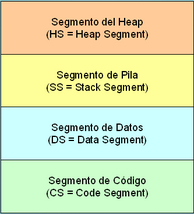 Segmento del Heap
(HS = Heap Segment)
Segmento de Pila
(SS = Stack Segment)
Segmento de Datos
(DS = Data Segment)
Segmento de Código
(CS = Code Segment)